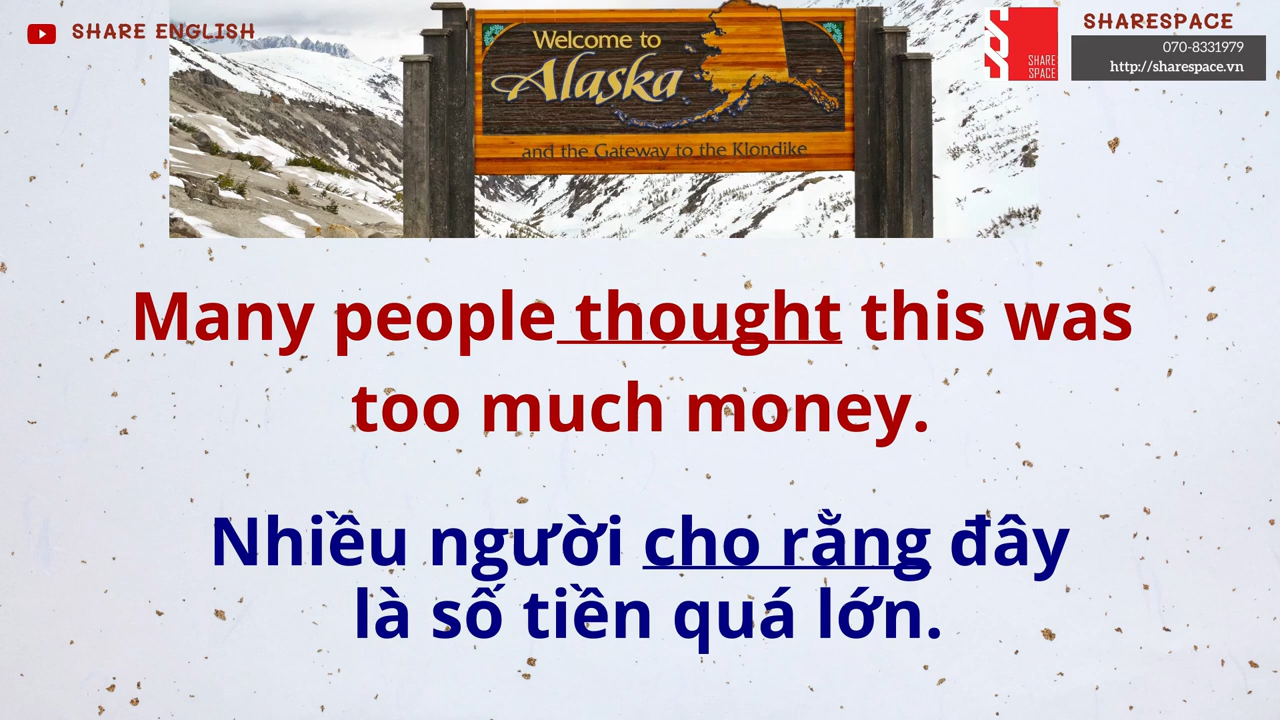 SHARE ENGLISH
Welcome to
Alaska
and the Gateway to the Klondike
SHARE
SPACE
SHARESPACE
070-8331979
http://sharespace.vn
Many people thought this was
too much money.
Nhiều người cho rằng đây
là số tiền quá lớn.